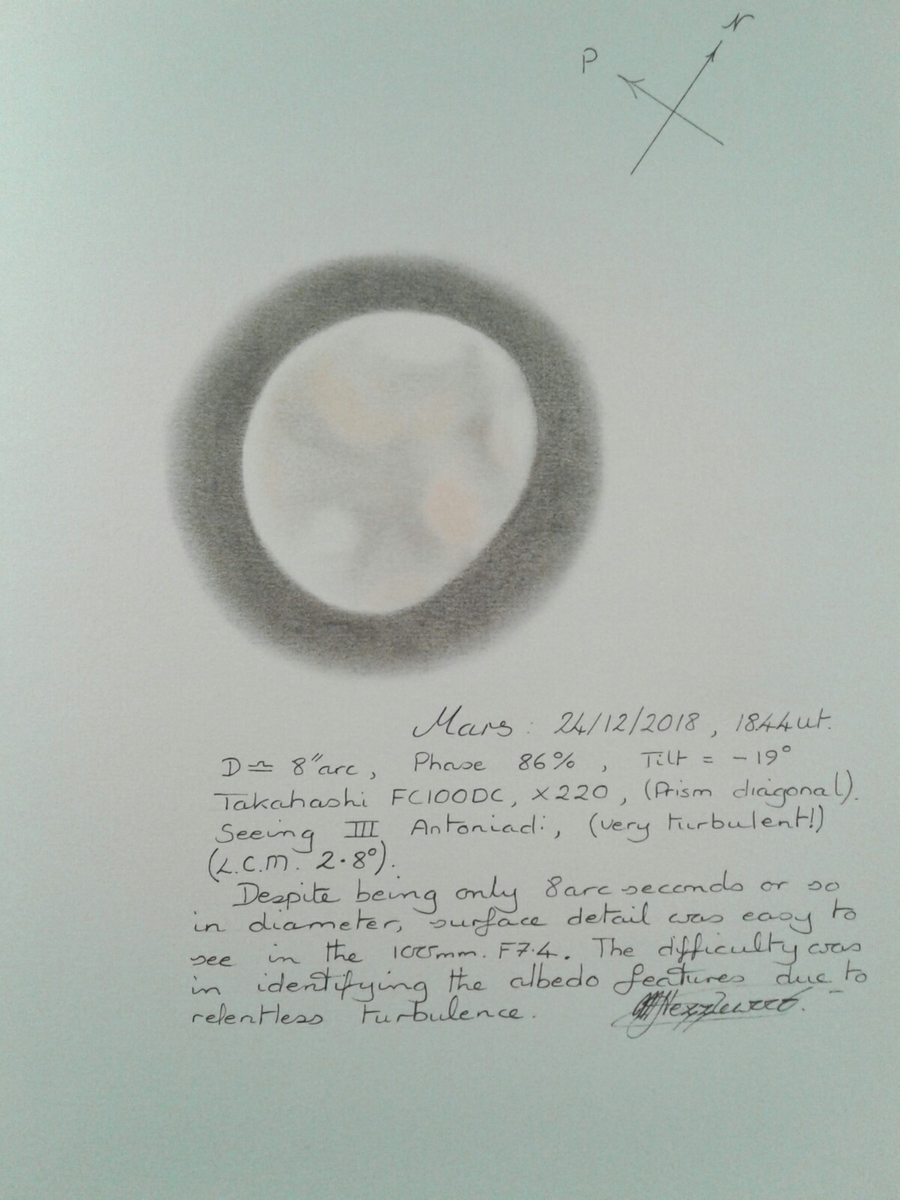 N
P
Mars : 24/12/2018 , 1844ut.
D≏ 8"arc , Phase 86% , Tilt = -19°
Takahashi FC100DC, X220, (Prism diagonal).
Seeing III Antoniadi, (very turbulent!)
(L.C.M. 2.8°).
Despite being only 8arc seconds or so
in diameter, surface detail was easy to
see in the 100mm. F7.4. The difficulty was
in identifying the albedo features due to
relentless turbulence.